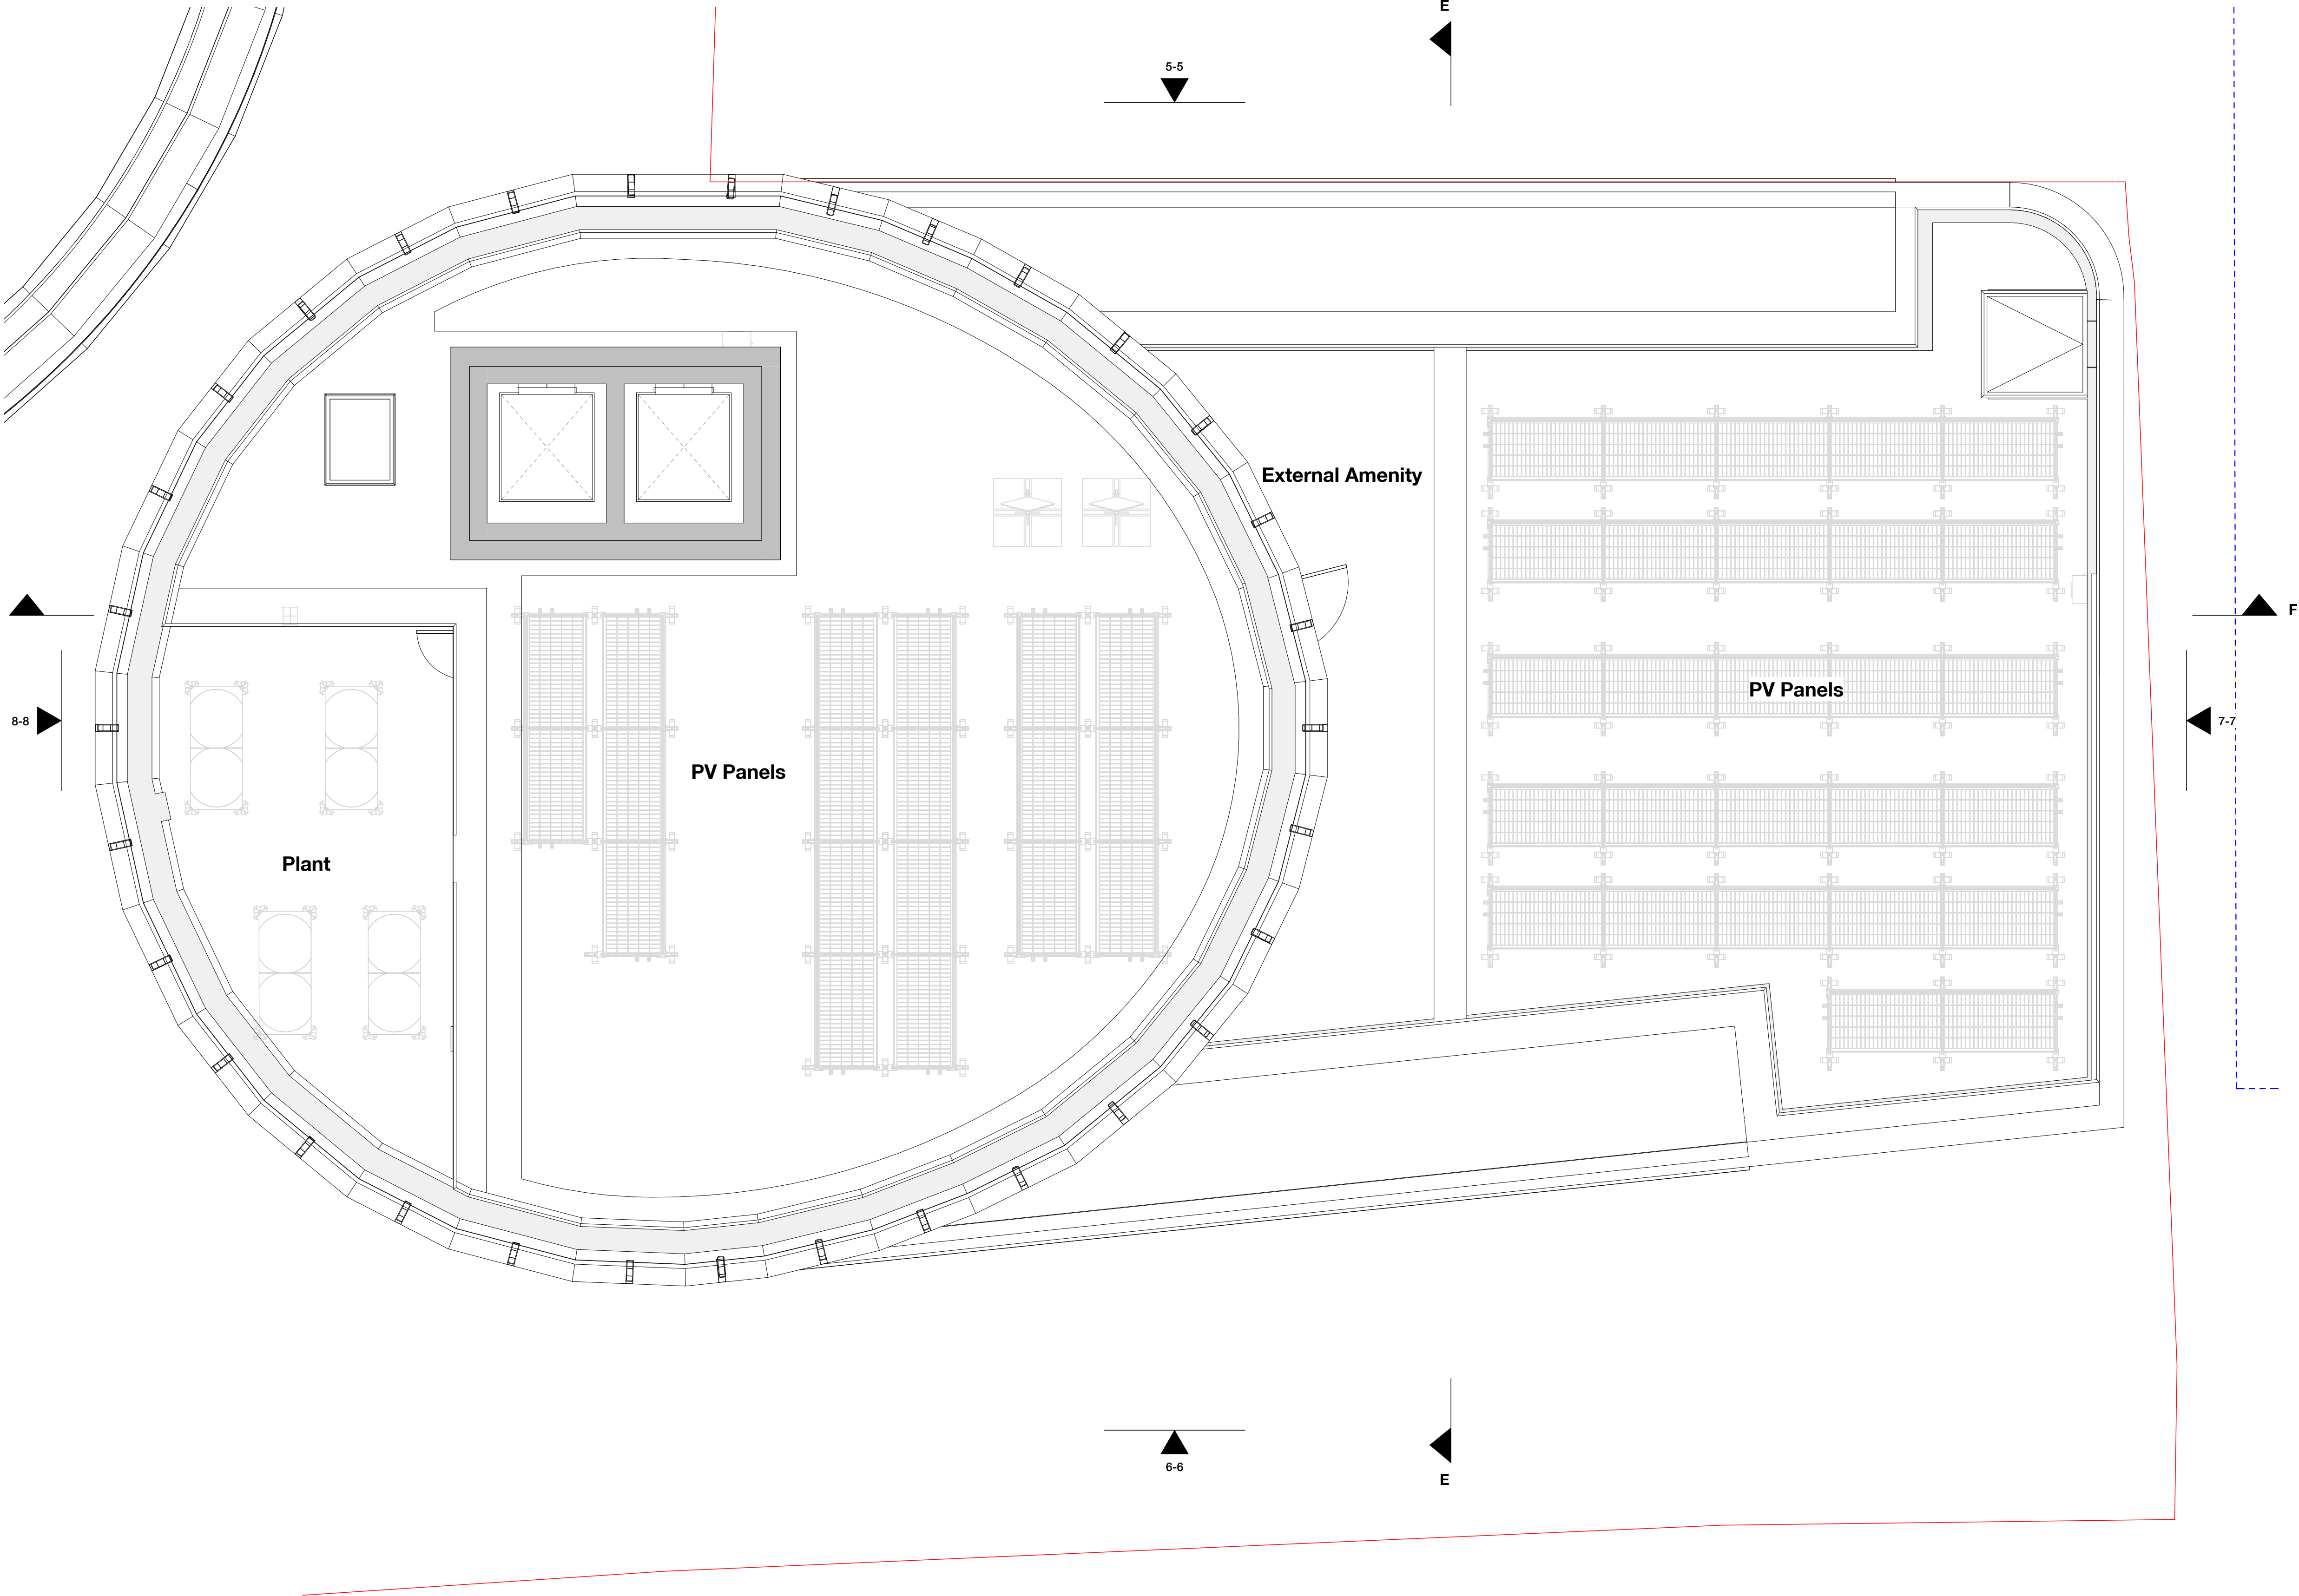 E
5-5
External Amenity
F
PV Panels
8-8
7-7
PV Panels
Plant
6-6
E